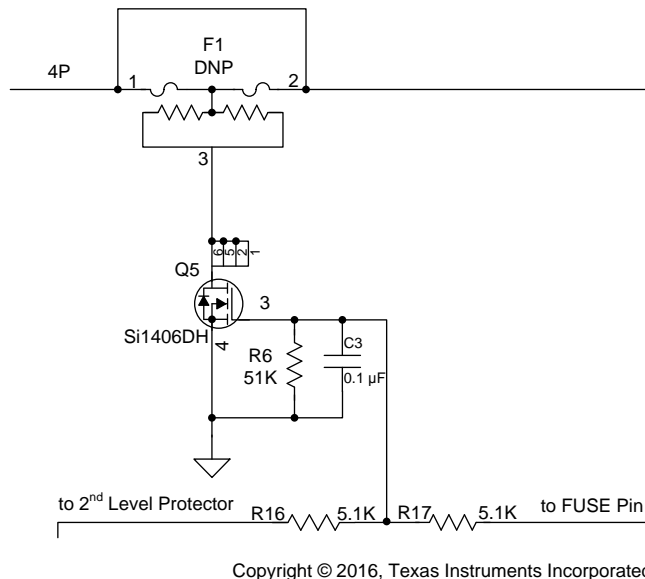 F1
DNP
4P
1
2
3
6
5
2
1
Q5
3
Si1406DH
4
R6
51K
C3
0.1 µF
to 2nd Level Protector
R16
5.1K
R17
5.1K
to FUSE Pin
Copyright © 2016, Texas Instruments Incorporated